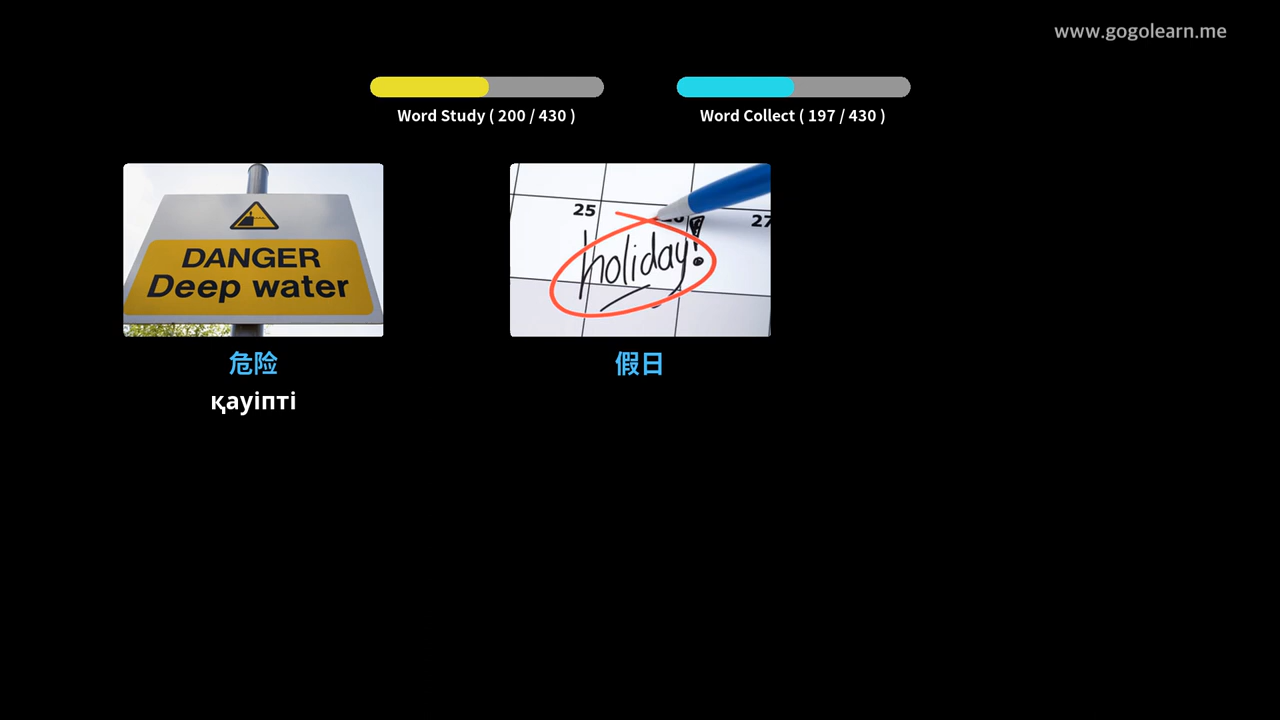 www.gogolearn.me
Word Study ( 200 / 430 )
Word Collect ( 197 / 430 )
DANGER
Deep water
25
27
holiday!
危险
假日
қауіпті